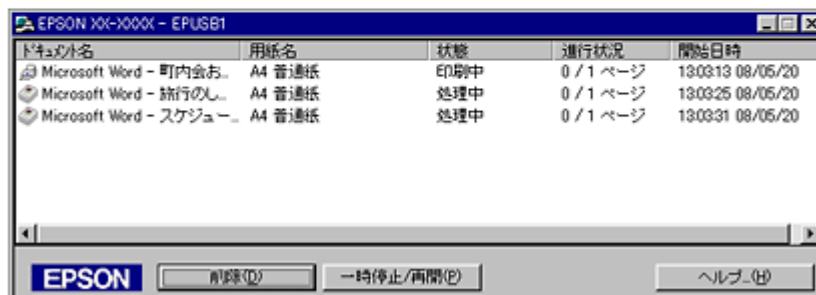 EPSON XX-XXXX - EPUSB1
ドキュメント名 用紙名 状態 進行状況 開始日時
Microsoft Word - 町内会お... A4 普通紙 印刷中 0 / 1 ページ 13:03:13 08/05/20
Microsoft Word - 旅行のし... A4 普通紙 処理中 0 / 1 ページ 13:03:25 08/05/20
Microsoft Word - スケジュー... A4 普通紙 処理中 0 / 1 ページ 13:03:31 08/05/20
EPSON 削除(D) 一時停止/再開(P) ヘルプ...(H)